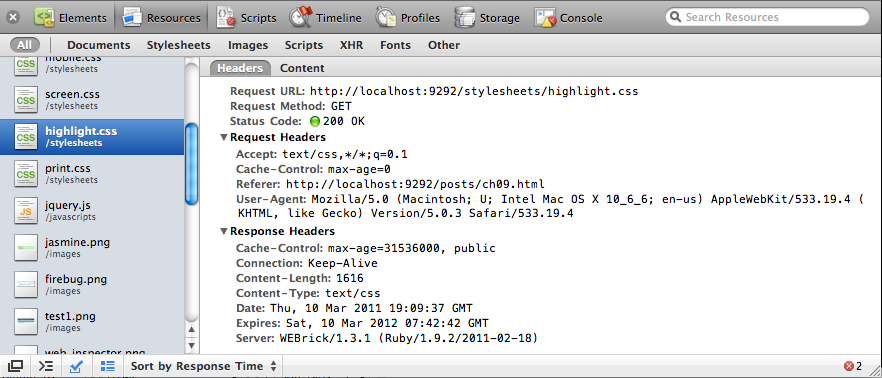 Elements Resources Scripts Timeline Profiles Storage Console Search Resources
All Documents Stylesheets Images Scripts XHR Fonts Other
mobile.css
/stylesheets
screen.css
/stylesheets
highlight.css
/stylesheets
print.css
/stylesheets
jquery.js
/javascripts
jasmine.png
/images
firebug.png
/images
test1.png
/images
web_inspector.png
Headers Content
Request URL: http://localhost:9292/stylesheets/highlight.css
Request Method: GET
Status Code: 200 OK
Request Headers
Accept: text/css,*/*;q=0.1
Cache-Control: max-age=0
Referer: http://localhost:9292/posts/ch09.html
User-Agent: Mozilla/5.0 (Macintosh; U; Intel Mac OS X 10_6_6; en-us) AppleWebKit/533.19.4 (
KHTML, like Gecko) Version/5.0.3 Safari/533.19.4
Response Headers
Cache-Control: max-age=31536000, public
Connection: Keep-Alive
Content-Length: 1616
Content-Type: text/css
Date: Thu, 10 Mar 2011 19:09:37 GMT
Expires: Sat, 10 Mar 2012 07:42:42 GMT
Server: WEBrick/1.3.1 (Ruby/1.9.2/2011-02-18)
Sort by Response Time 2